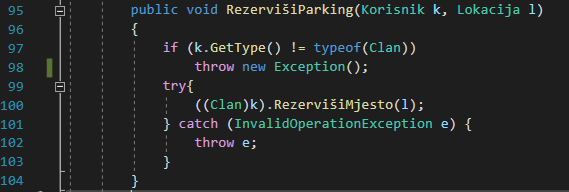 95 public void RezervišiParking(Korisnik k, Lokacija l)
96 {
97 if (k.GetType() != typeof(Clan))
98 throw new Exception();
99 try{
100 ((Clan)k).RezervišiMjesto(l);
101 } catch (InvalidOperationException e) {
102 throw e;
103 }
104 }